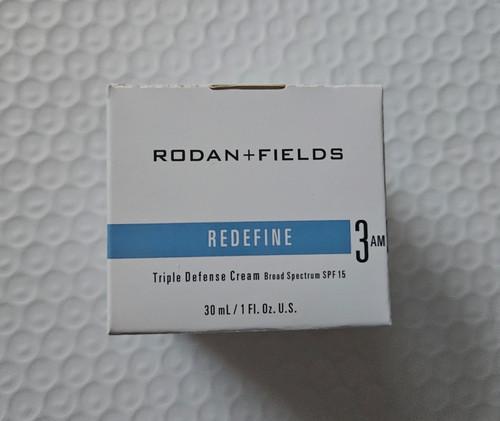 RODAN+FIELDS
REDEFINE
3 AM
Triple Defense Cream Broad Spectrum SPF 15
30 mL / 1 Fl. Oz. U.S.